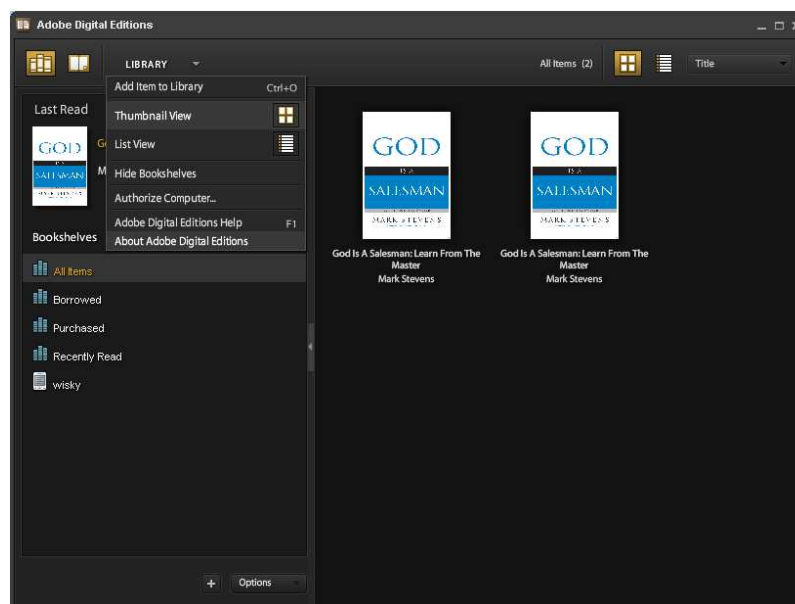 Adobe Digital Editions
LIBRARY
All Items (2)
Title
Add Item to Library Ctrl+O
Thumbnail View
List View
Hide Bookshelves
Authorize Computer...
Adobe Digital Editions Help F1
About Adobe Digital Editions
Last Read
GOD
IS A
SALESMAN
G
M
Bookshelves
All Items
Borrowed
Purchased
Recently Read
wisky
Options
GOD
IS A
SALESMAN
MARK STEVENS
God Is A Salesman: Learn From The
Master
Mark Stevens
GOD
IS A
SALESMAN
MARK STEVENS
God Is A Salesman: Learn From The
Master
Mark Stevens